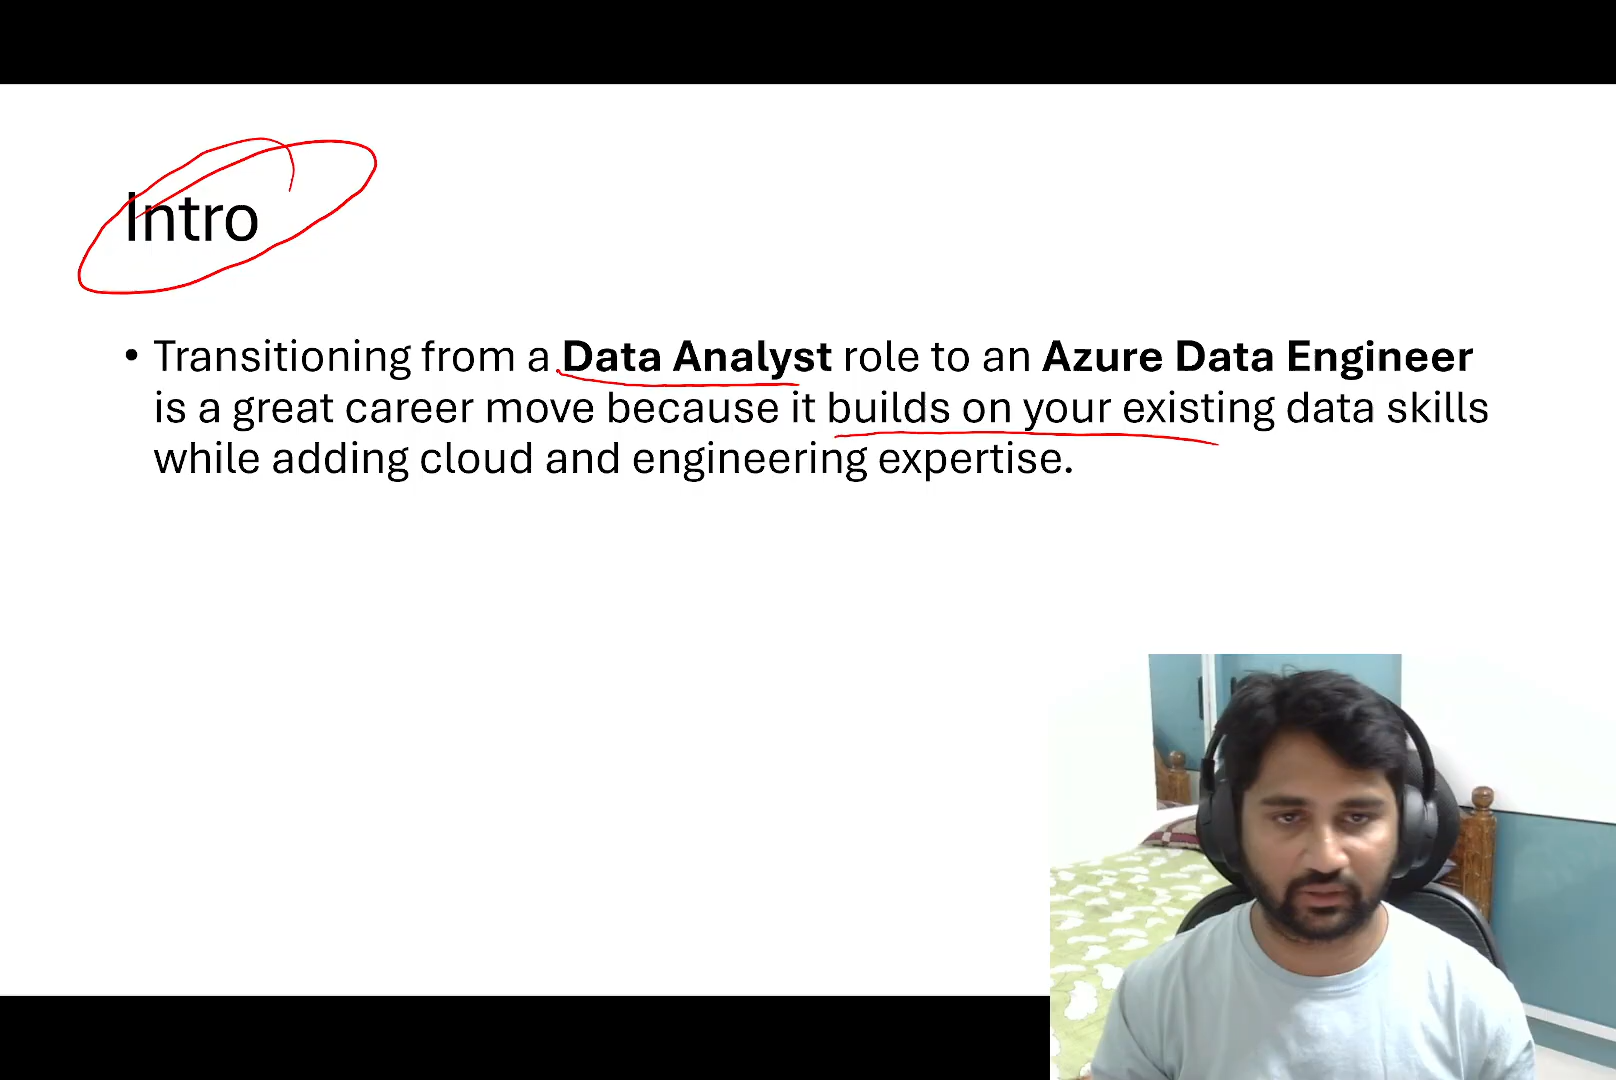 Intro
• Transitioning from a Data Analyst role to an Azure Data Engineer
is a great career move because it builds on your existing data skills
while adding cloud and engineering expertise.